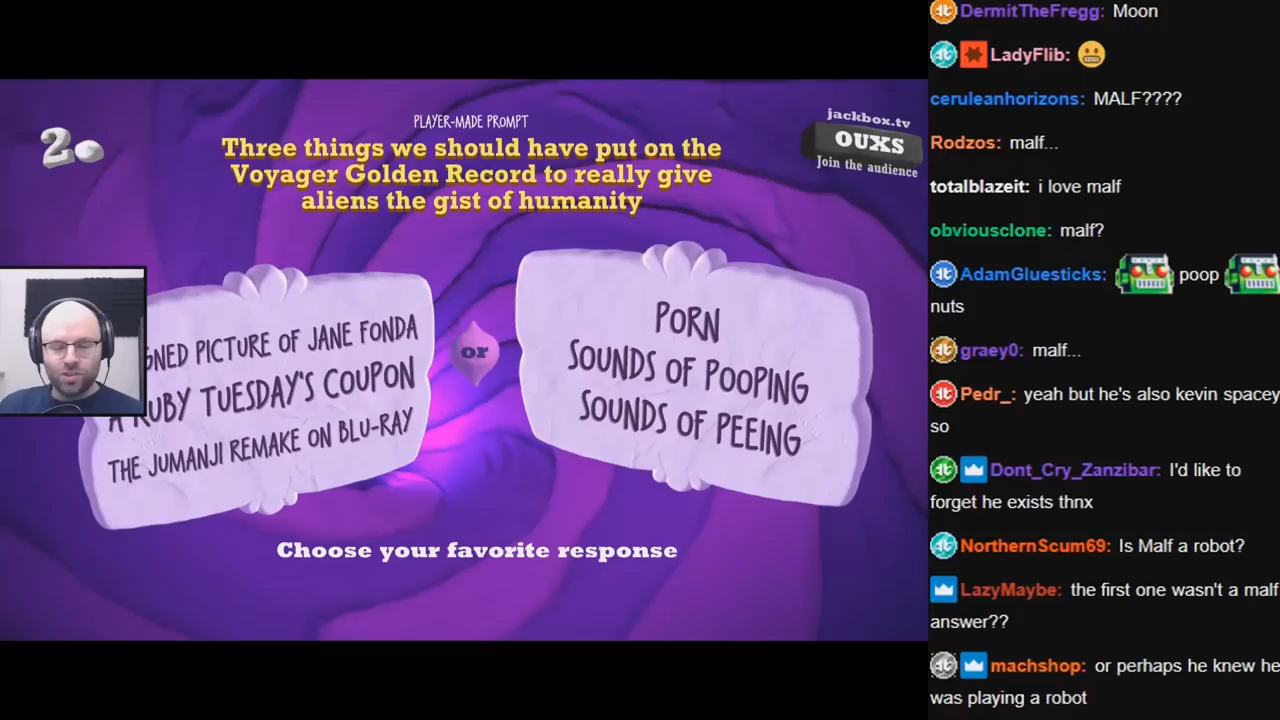 PLAYER-MADE PROMPT
Three things we should have put on the
Voyager Golden Record to really give
aliens the gist of humanity
jackbox.tv
OUXS
Join the audience
20
PICTURE OF JANE FONDA
A RUBY TUESDAY'S COUPON
THE JUMANJI REMAKE ON BLU-RAY
or
PORN
SOUNDS OF POOPING
SOUNDS OF PEEING
Choose your favorite response
DermitTheFregg: Moon
LadyFlib:
ceruleanhorizons: MALF????
Rodzos: malf...
totalblazeit: i love malf
obviousclone: malf?
AdamGluesticks: poop
nuts
graey0: malf...
Pedr_: yeah but he's also kevin spacey
so
Dont_Cry_Zanzibar: I'd like to
forget he exists thnx
NorthernScum69: Is Malf a robot?
LazyMaybe: the first one wasn't a malf
answer??
machshop: or perhaps he knew he
was playing a robot